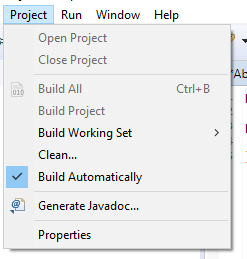 Project Run Window Help
Open Project
Close Project
Build All Ctrl+B
Build Project
Build Working Set
Clean...
Build Automatically
Generate Javadoc...
Properties
*Ab